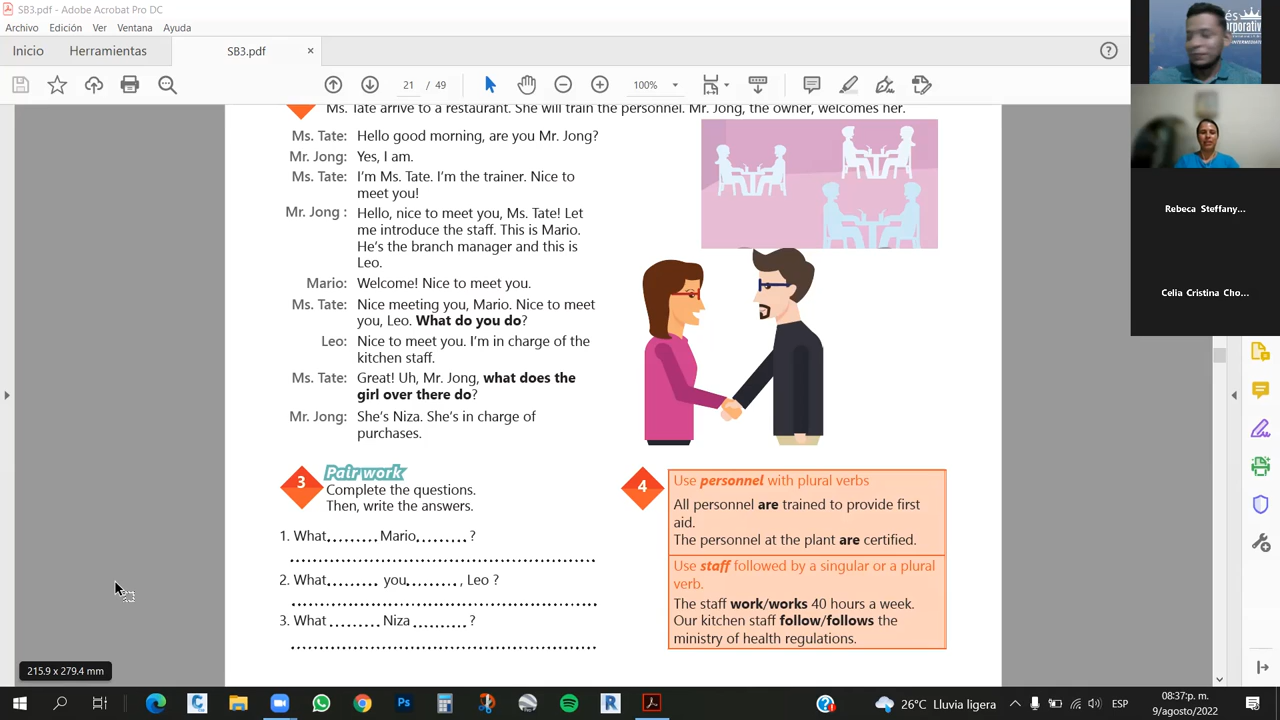 SB3.pdf - Adobe Acrobat Pro DC
Archivo Edición Ver Ventana Ayuda
Inicio Herramientas SB3.pdf ×
21 / 49 100%
Ms. Tate arrive to a restaurant. She will train the personnel. Mr. Jong, the owner, welcomes her.
Ms. Tate: Hello good morning, are you Mr. Jong?
Mr. Jong: Yes, I am.
Ms. Tate: I'm Ms. Tate. I'm the trainer. Nice to
meet you!
Mr. Jong : Hello, nice to meet you, Ms. Tate! Let
me introduce the staff. This is Mario.
He's the branch manager and this is
Leo.
Mario: Welcome! Nice to meet you.
Ms. Tate: Nice meeting you, Mario. Nice to meet
you, Leo. What do you do?
Leo: Nice to meet you. I'm in charge of the
kitchen staff.
Ms. Tate: Great! Uh, Mr. Jong, what does the
girl over there do?
Mr. Jong: She's Niza. She's in charge of
purchases.
3 Pair work
Complete the questions.
Then, write the answers.
1. What......... Mario......... ?
2. What......... you........., Leo ?
3. What ......... Niza ......... ?
4
Use personnel with plural verbs
All personnel are trained to provide first
aid.
The personnel at the plant are certified.
Use staff followed by a singular or a plural
verb.
The staff work/works 40 hours a week.
Our kitchen staff follow/follows the
ministry of health regulations.
215.9 x 279.4 mm
és
orporativ
INTERMEDI
Rebeca Steffany...
Celia Cristina Cho...
26°C Lluvia ligera ESP 08:37 p. m.
9/agosto/2022